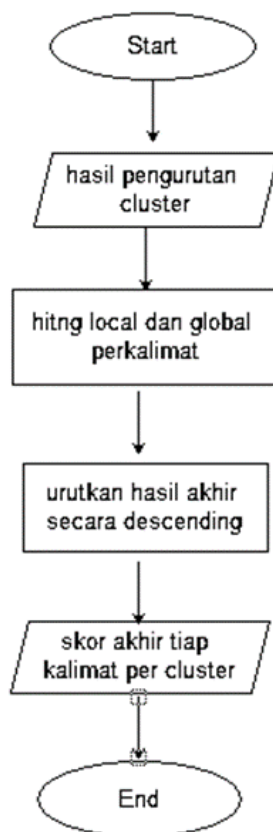 Start
hasil pengurutan
cluster
hitng local dan global
perkalimat
urutkan hasil akhir
secara descending
skor akhir tiap
kalimat per cluster
End